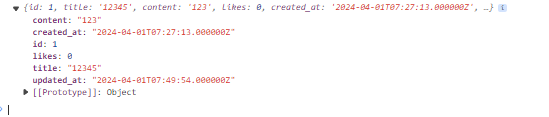 {id: 1, title: '12345', content: '123', likes: 0, created_at: '2024-04-01T07:27:13.000000Z', …} i
content: "123"
created_at: "2024-04-01T07:27:13.000000Z"
id: 1
likes: 0
title: "12345"
updated_at: "2024-04-01T07:49:54.000000Z"
[[Prototype]]: Object